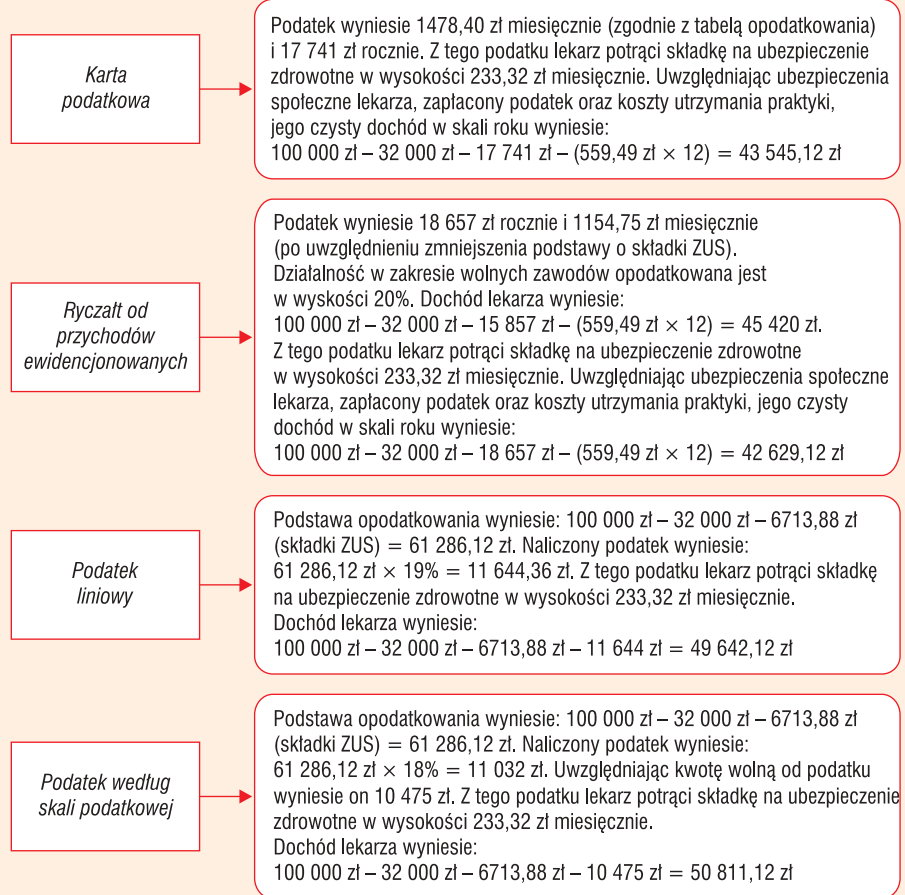 Karta
podatkowa
Podatek wyniesie 1478,40 zł miesięcznie (zgodnie z tabelą opodatkowania)
i 17 741 zł rocznie. Z tego podatku lekarz potrąci składkę na ubezpieczenie
zdrowotne w wysokości 233,32 zł miesięcznie. Uwzględniając ubezpieczenia
społeczne lekarza, zapłacony podatek oraz koszty utrzymania praktyki,
jego czysty dochód w skali roku wyniesie:
100 000 zł – 32 000 zł – 17 741 zł – (559,49 zł × 12) = 43 545,12 zł
Ryczałt od
przychodów
ewidencjonowanych
Podatek wyniesie 18 657 zł rocznie i 1154,75 zł miesięcznie
(po uwzględnieniu zmniejszenia podstawy o składki ZUS).
Działalność w zakresie wolnych zawodów opodatkowana jest
w wyskości 20%. Dochód lekarza wyniesie:
100 000 zł – 32 000 zł – 15 857 zł – (559,49 zł × 12) = 45 420 zł.
Z tego podatku lekarz potrąci składkę na ubezpieczenie zdrowotne
w wysokości 233,32 zł miesięcznie. Uwzględniając ubezpieczenia społeczne
lekarza, zapłacony podatek oraz koszty utrzymania praktyki, jego czysty
dochód w skali roku wyniesie:
100 000 zł – 32 000 zł – 18 657 zł – (559,49 zł × 12) = 42 629,12 zł
Podatek
liniowy
Podstawa opodatkowania wyniesie: 100 000 zł – 32 000 zł – 6713,88 zł
(składki ZUS) = 61 286,12 zł. Naliczony podatek wyniesie:
61 286,12 zł × 19% = 11 644,36 zł. Z tego podatku lekarz potrąci składkę
na ubezpieczenie zdrowotne w wysokości 233,32 zł miesięcznie.
Dochód lekarza wyniesie:
100 000 zł – 32 000 zł – 6713,88 zł – 11 644 zł = 49 642,12 zł
Podatek według
skali podatkowej
Podstawa opodatkowania wyniesie: 100 000 zł – 32 000 zł – 6713,88 zł
(składki ZUS) = 61 286,12 zł. Naliczony podatek wyniesie:
61 286,12 zł × 18% = 11 032 zł. Uwzględniając kwotę wolną od podatku
wyniesie on 10 475 zł. Z tego podatku lekarz potrąci składkę na ubezpieczenie
zdrowotne w wysokości 233,32 zł miesięcznie.
Dochód lekarza wyniesie:
100 000 zł – 32 000 zł – 6713,88 zł – 10 475 zł = 50 811,12 zł